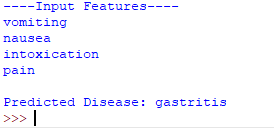 ----Input Features----
vomiting
nausea
intoxication
pain
Predicted Disease: gastritis
>>>